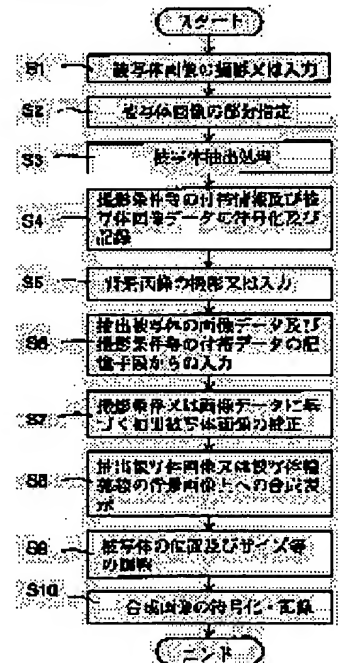 スタート
S1
被写体画像の撮影又は入力
S2
被写体画像の部分指定
S3
被写体抽出処理
S4
撮影条件等の付帯情報及び被
写体画像データの符号化及び
記録
S5
背景画像の撮影又は入力
S6
抽出被写体の画像データ及び
撮影条件等の付帯データの記
憶手段からの入力
S7
撮影条件又は画像データに基
づく抽出被写体画像の補正
S8
抽出被写体画像又は被写体輪
郭線の背景画像上への合成表
示
S9
被写体の位置及びサイズ等
の調整
S10
合成画像の符号化・記録
エンド